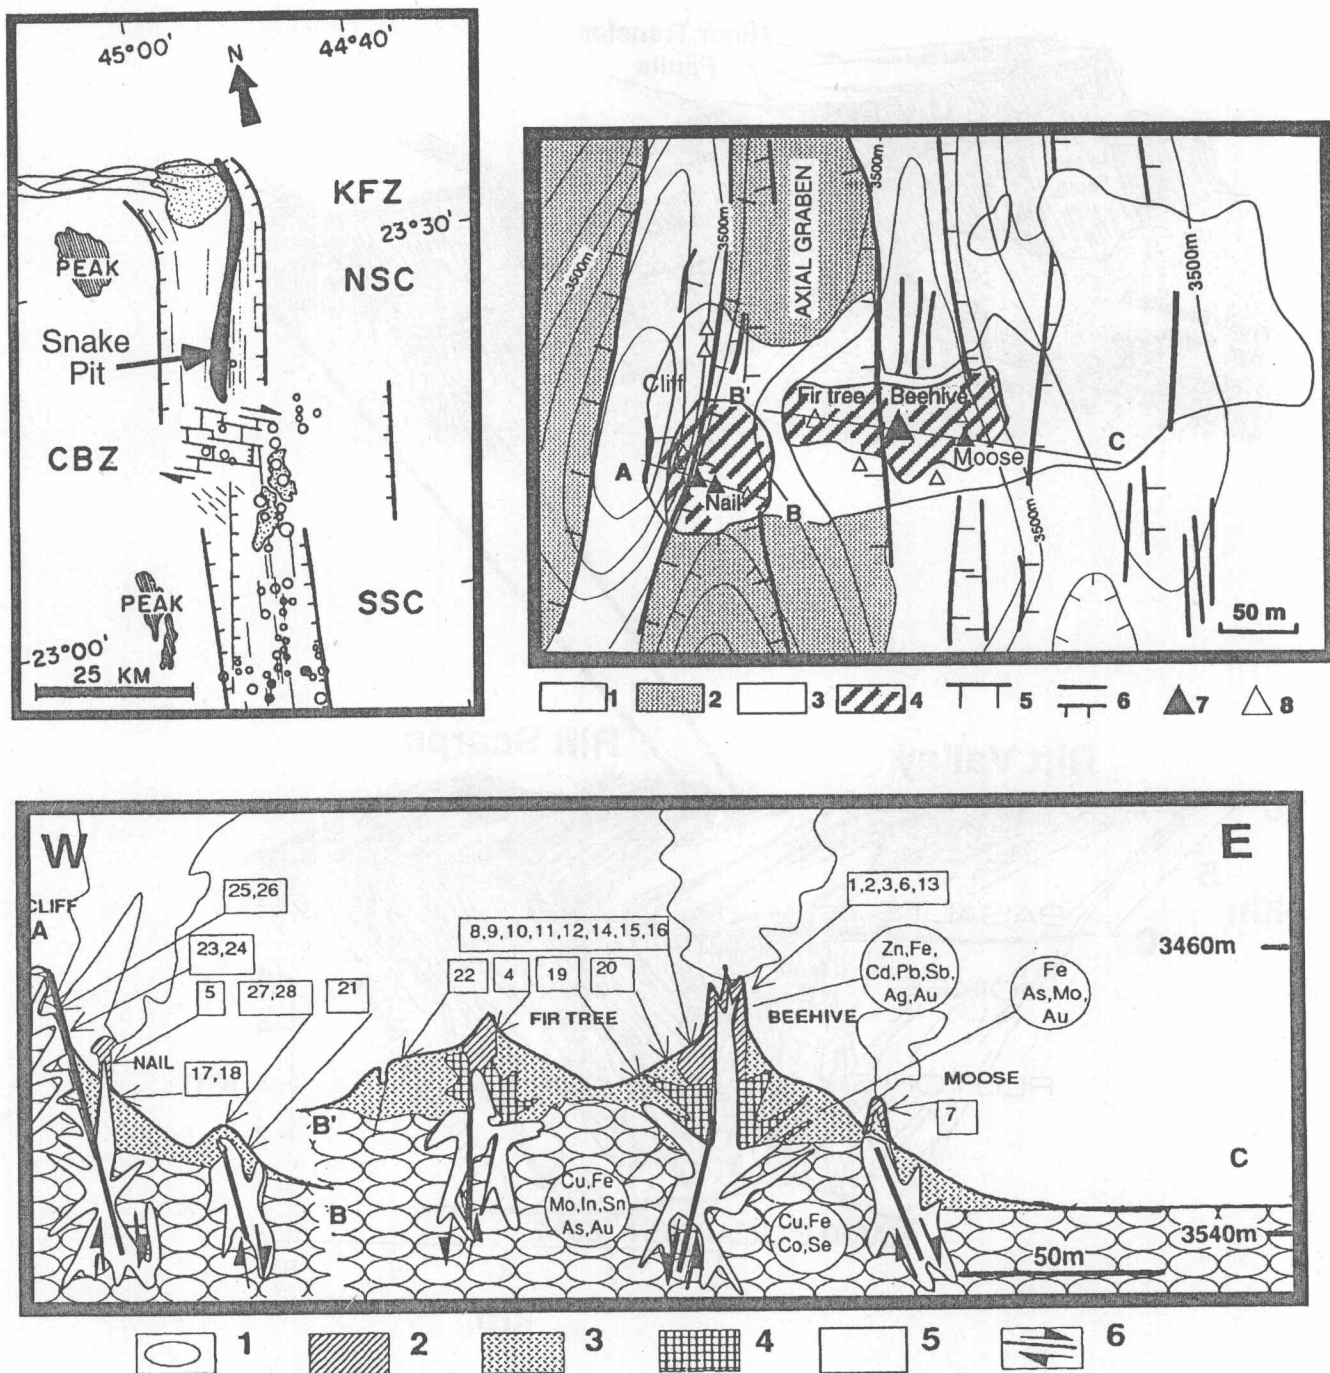 45°00'
44°40'
N
KFZ
23°30'
PEAK
NSC
Snake
Pit
CBZ
PEAK
SSC
23°00'
25 KM
3500m
3500m
3500m
AXIAL GRABEN
3500m
Cliff
B'
Fir tree
Beehive
A
C
Moose
Nail
B
3500m
50 m
1
2
3
4
5
6
7
8
W
E
CLIFF
A
25,26
23,24
5
27,28
21
NAIL
17,18
8,9,10,11,12,14,15,16
22
4
19
20
FIR TREE
1,2,3,6,13
BEEHIVE
Zn,Fe,
Cd,Pb,Sb,
Ag,Au
Fe
As,Mo,
Au
3460m
MOOSE
7
B'
B
Cu,Fe
Mo,In,Sn
As,Au
Cu,Fe
Co,Se
C
3540m
50m
1
2
3
4
5
6